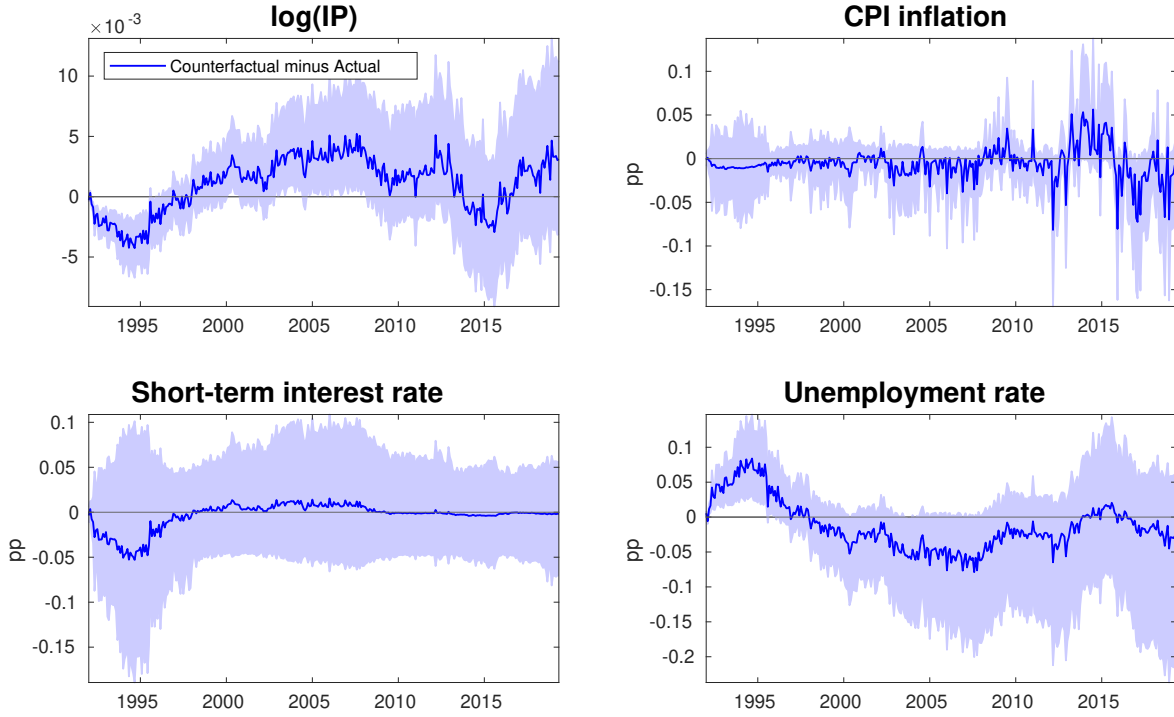 log(IP)
×10⁻³
Counterfactual minus Actual
10
5
0
-5
1995 2000 2005 2010 2015
CPI inflation
pp
0.1
0.05
0
-0.05
-0.1
-0.15
1995 2000 2005 2010 2015
Short-term interest rate
pp
0.1
0.05
0
-0.05
-0.1
-0.15
1995 2000 2005 2010 2015
Unemployment rate
pp
0.1
0.05
0
-0.05
-0.1
-0.15
-0.2
1995 2000 2005 2010 2015